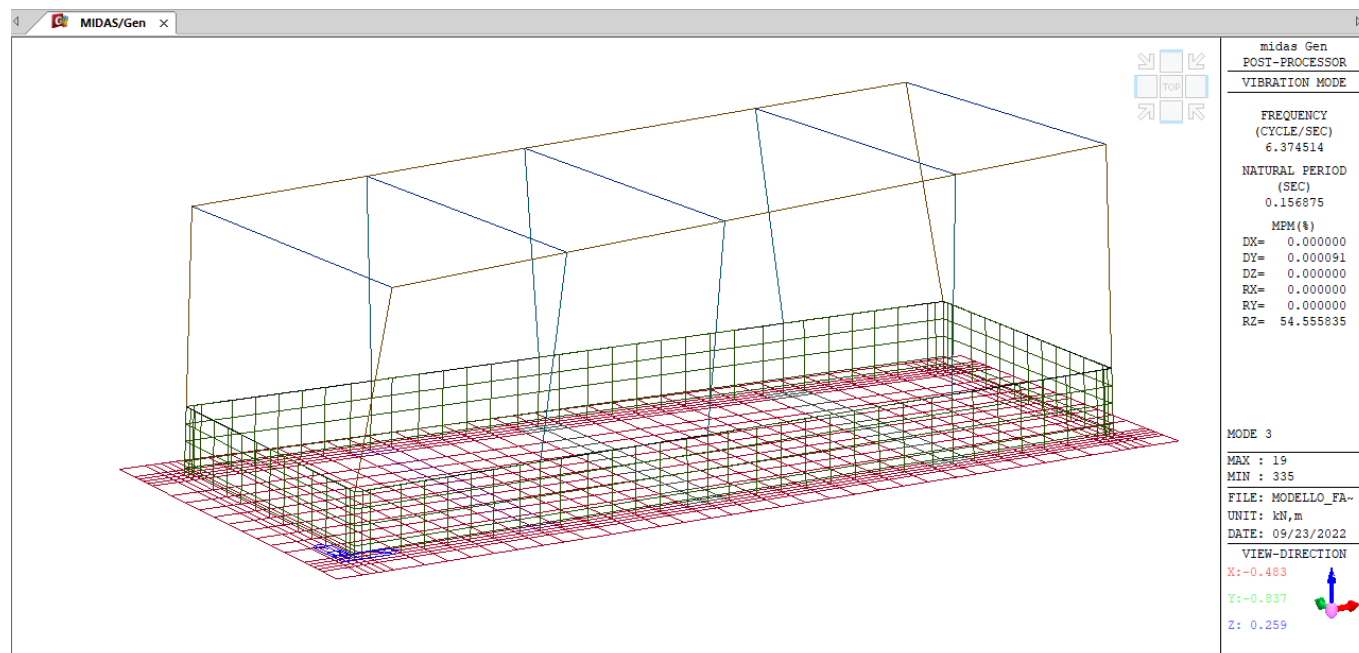 MIDAS/Gen
TOP
midas Gen
POST-PROCESSOR
VIBRATION MODE
FREQUENCY
(CYCLE/SEC)
6.374514
NATURAL PERIOD
(SEC)
0.156875
MPM(%)
DX= 0.000000
DY= 0.000091
DZ= 0.000000
RX= 0.000000
RY= 0.000000
RZ= 54.555835
MODE 3
MAX : 19
MIN : 335
FILE: MODELLO_FA~
UNIT: kN,m
DATE: 09/23/2022
VIEW-DIRECTION
X:-0.483
Y:-0.837
Z: 0.259